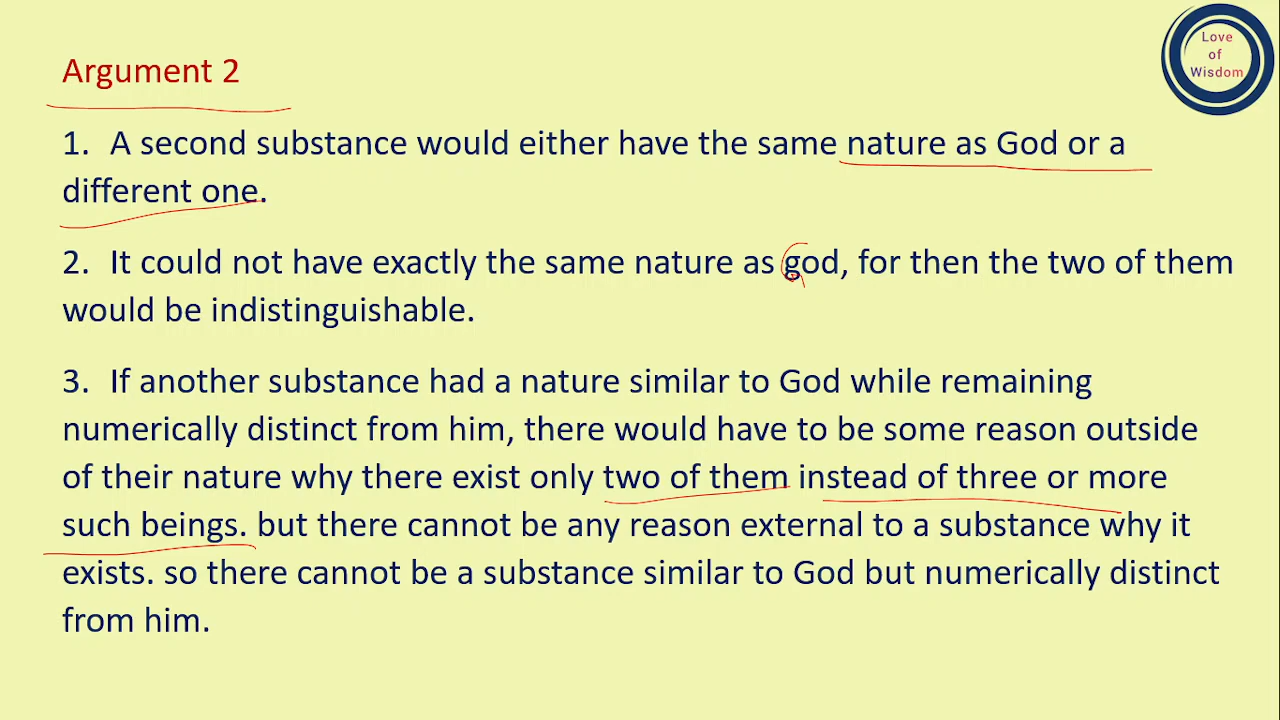 Love
of
Wisdom
Argument 2
1. A second substance would either have the same nature as God or a
different one.
2. It could not have exactly the same nature as god, for then the two of them
would be indistinguishable.
3. If another substance had a nature similar to God while remaining
numerically distinct from him, there would have to be some reason outside
of their nature why there exist only two of them instead of three or more
such beings. but there cannot be any reason external to a substance why it
exists. so there cannot be a substance similar to God but numerically distinct
from him.